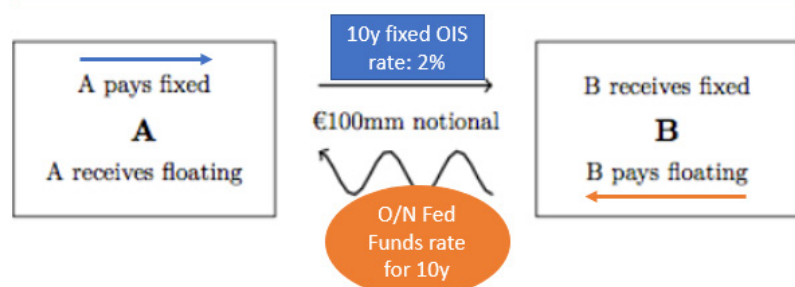 A pays fixed
A
A receives floating
10y fixed OIS
rate: 2%
€100mm notional
O/N Fed
Funds rate
for 10y
B receives fixed
B
B pays floating